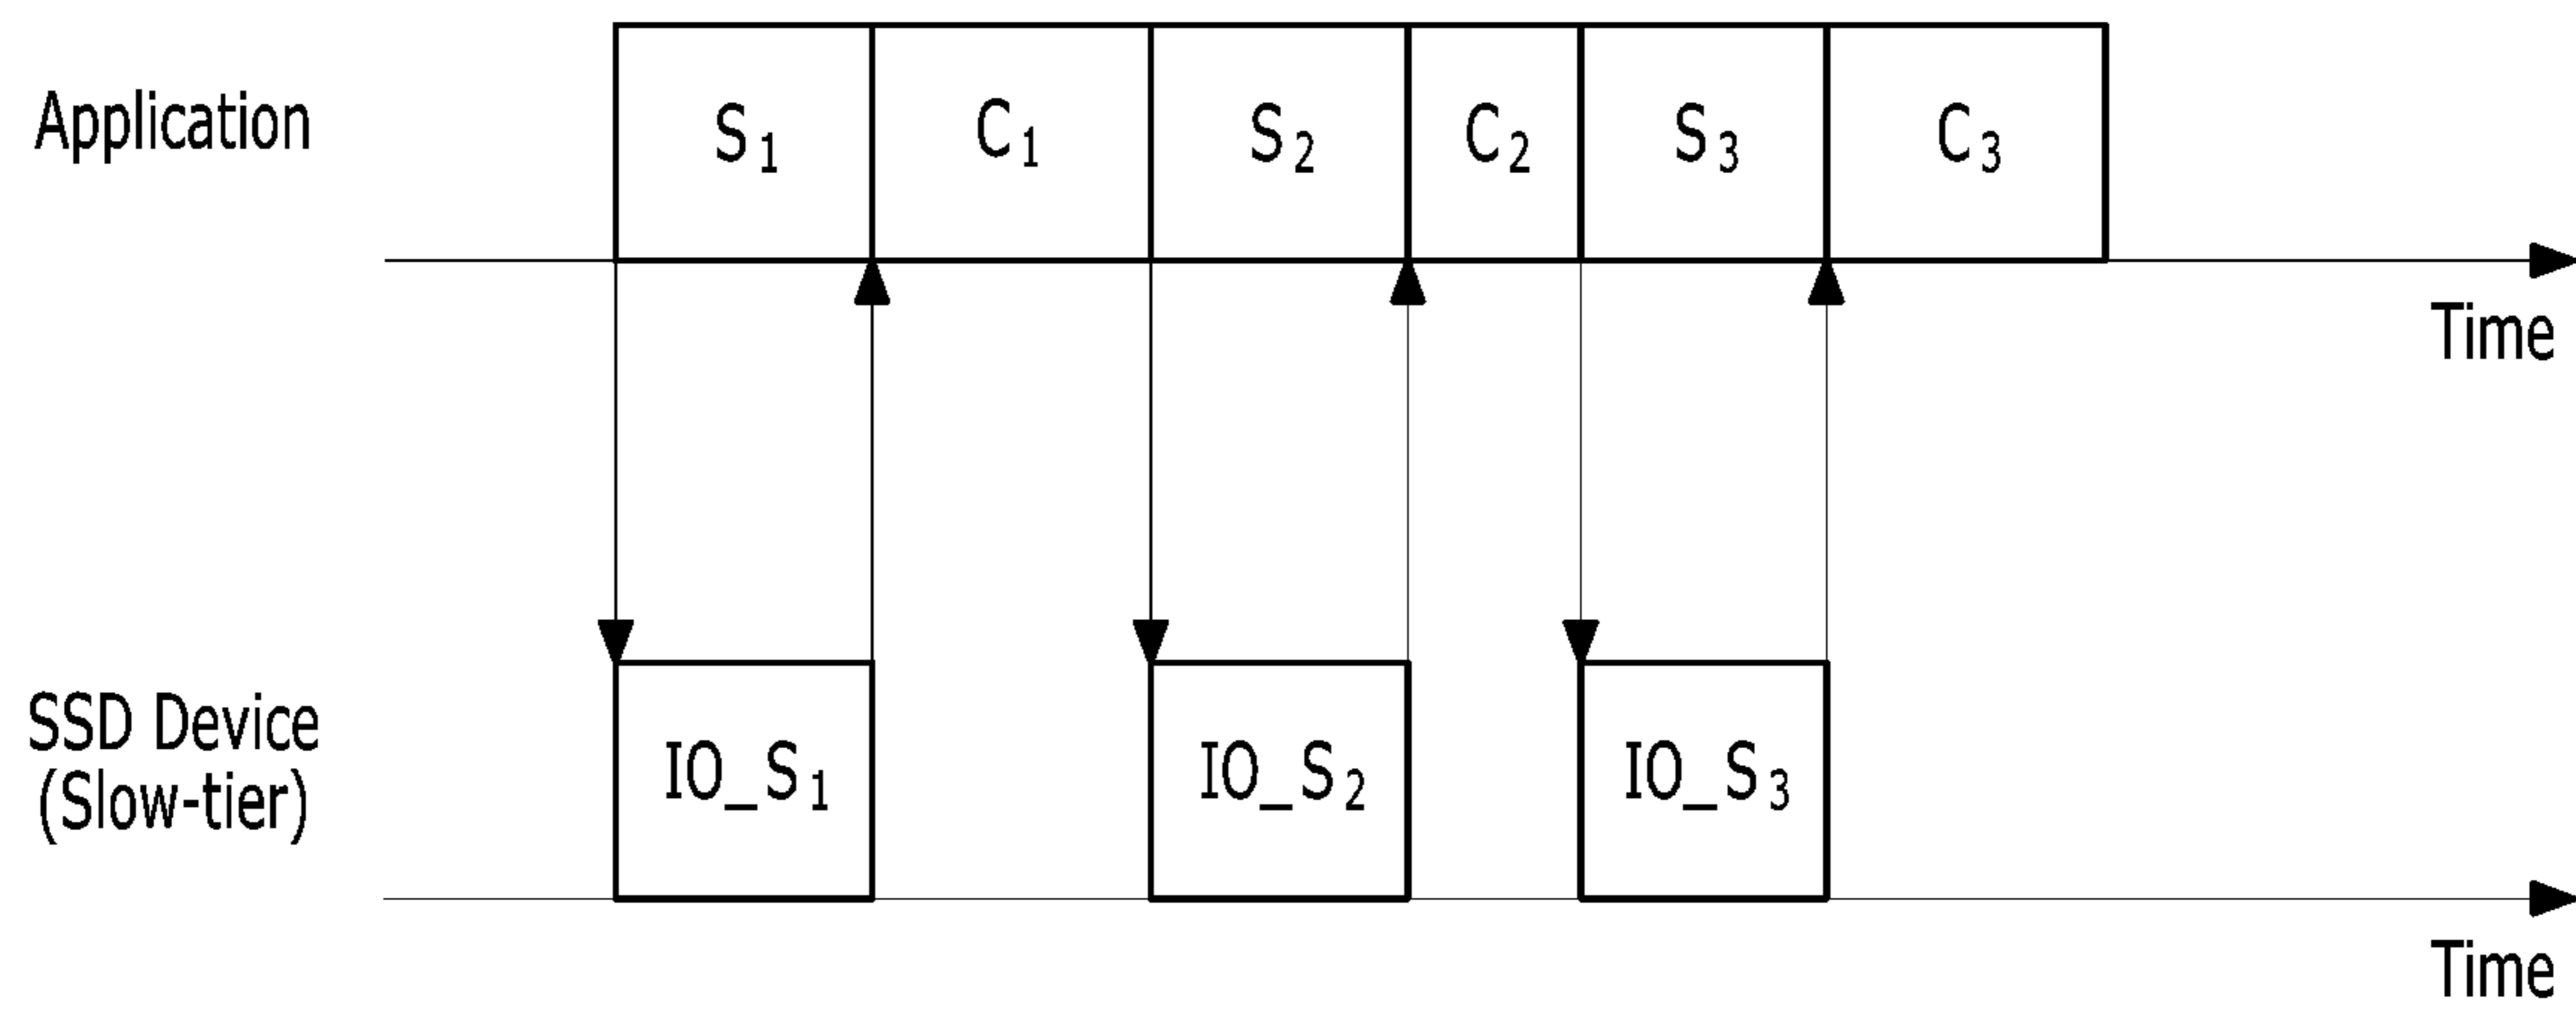 Application
S₁ C₁ S₂ C₂ S₃ C₃
Time
SSD Device
(Slow-tier)
IO_S₁ IO_S₂ IO_S₃
Time